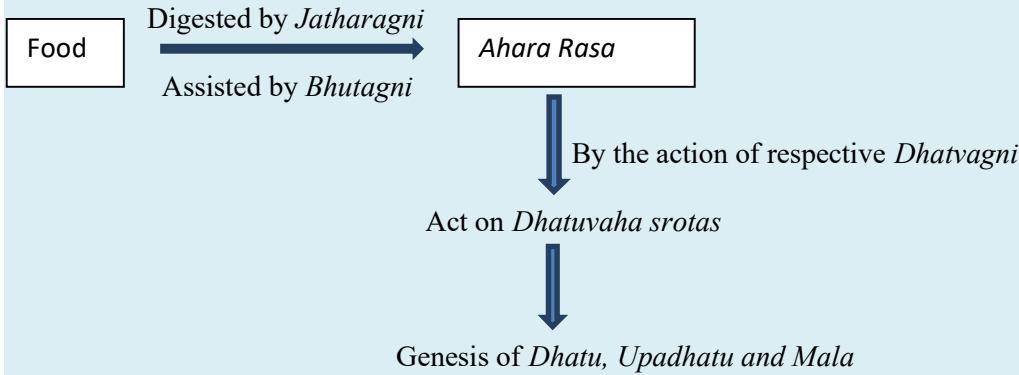 Digested by Jatharagni
Food
Ahara Rasa
Assisted by Bhutagni
By the action of respective Dhatvagni
Act on Dhatuvaha srotas
Genesis of Dhatu, Upadhatu and Mala